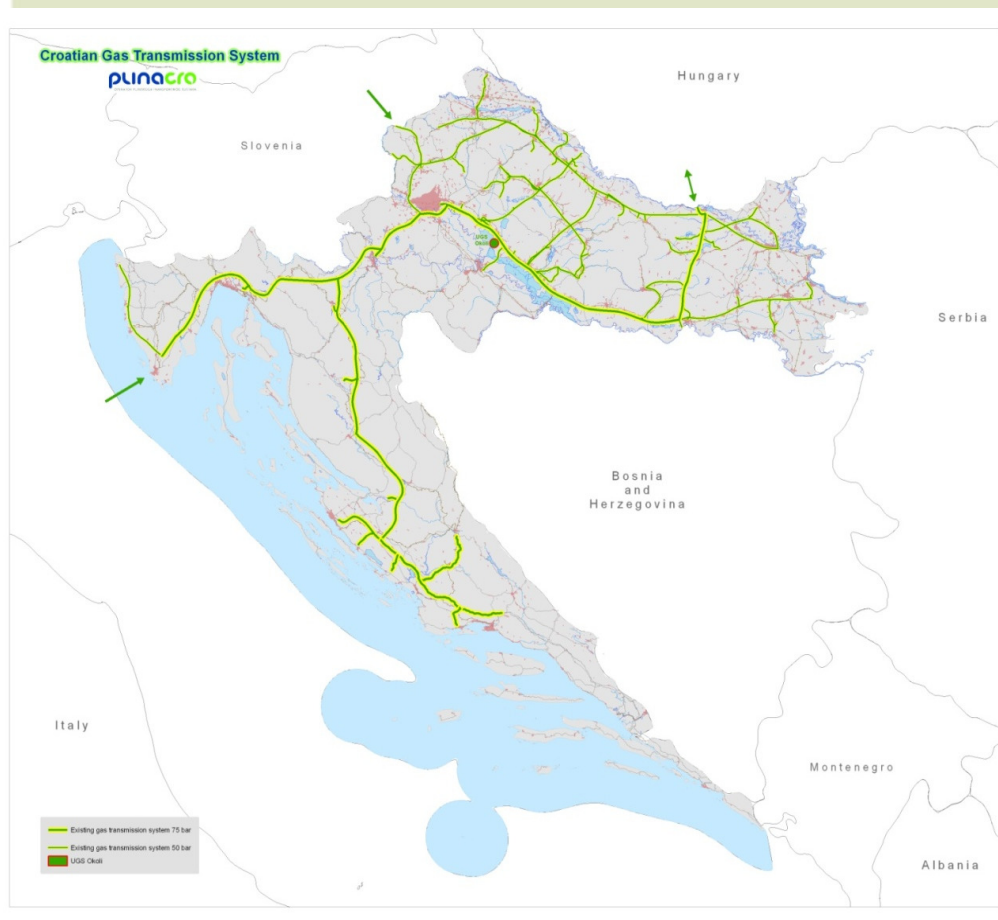 Croatian Gas Transmission System
plinacro
Hungary
Slovenia
UGS
Okoli
Serbia
Bosnia
and
Herzegovina
Italy
Montenegro
Albania
Existing gas transmission system 75 bar
Existing gas transmission system 50 bar
UGS Okoli